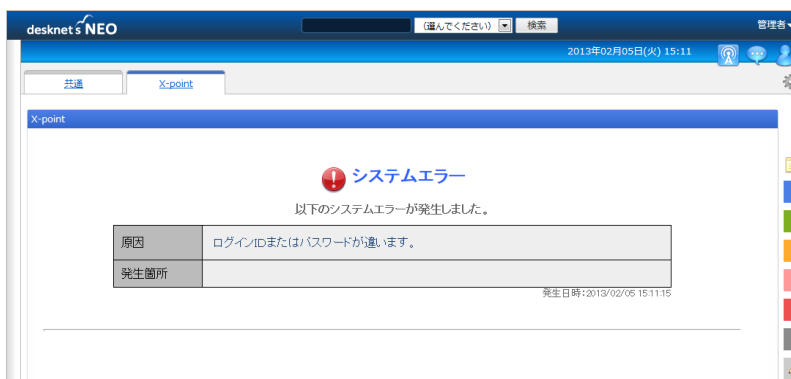 desknet's NEO
(選んでください)
検索
管理者
2013年02月05日(火) 15:11
共通
X-point
X-point
システムエラー
以下のシステムエラーが発生しました。
原因 ログインIDまたはパスワードが違います。
発生箇所
発生日時:2013/02/05 15:11:15